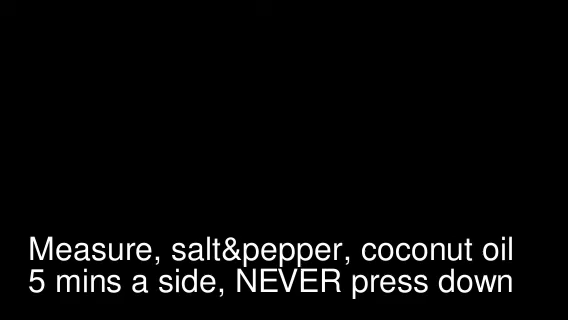 Measure, salt&pepper, coconut oil
5 mins a side, NEVER press down